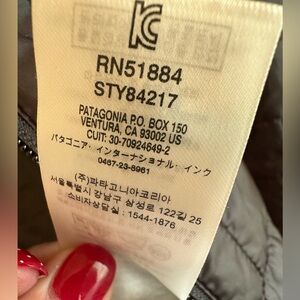 RN51884
STY84217
PATAGONIA P.O. BOX 150
VENTURA, CA 93002 US
CUIT: 30-70924649-2
パタゴニア・インターナショナル・インク
0467-23-8961
(주)파타고니아코리아
서울특별시 강남구 삼성로 122길 25
소비자상담실 : 1544-1876